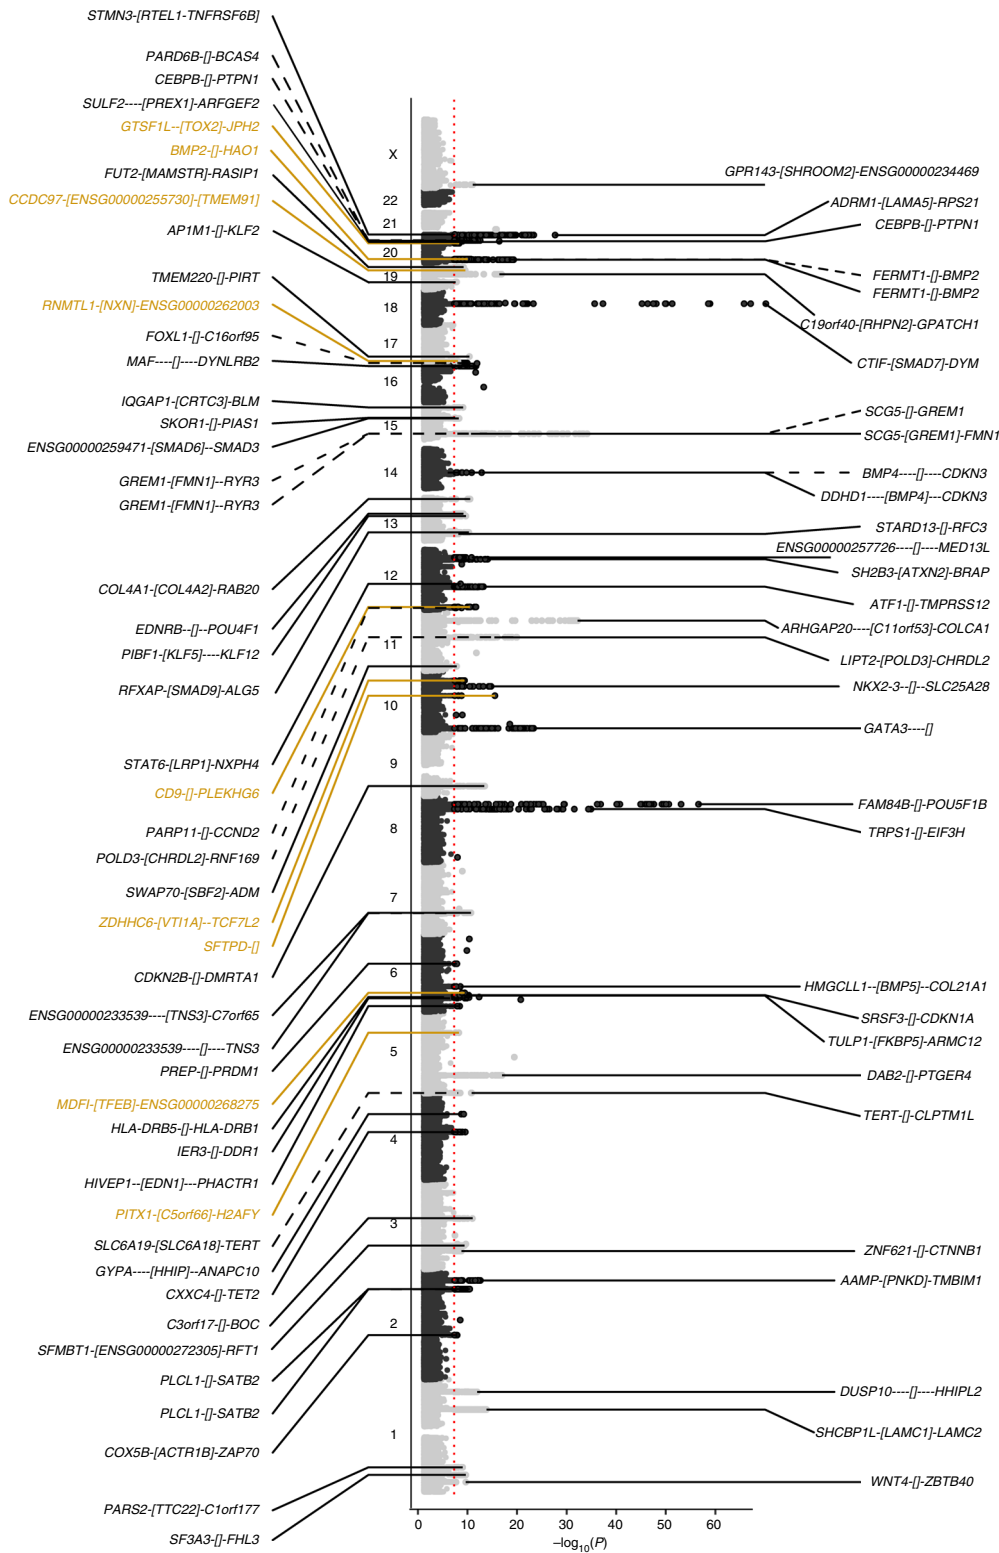 STMN3-[RTEL1-TNFRSF6B]
PARD6B-[]-BCAS4
CEBPB-[]-PTPN1
SULF2----[PREX1]-ARFGEF2
GTSF1L--[TOX2]-JPH2
BMP2-[]-HAO1
FUT2-[MAMSTR]-RASIP1
CCDC97-[ENSG00000255730]-[TMEM91]
AP1M1-[]-KLF2
TMEM220-[]-PIRT
RNMTL1-[NXN]-ENSG00000262003
FOXL1-[]-C16orf95
MAF----[]----DYNLRB2
IQGAP1-[CRTC3]-BLM
SKOR1-[]-PIAS1
ENSG00000259471-[SMAD6]--SMAD3
GREM1-[FMN1]--RYR3
GREM1-[FMN1]--RYR3
COL4A1-[COL4A2]-RAB20
EDNRB--[]--POU4F1
PIBF1-[KLF5]----KLF12
RFXAP-[SMAD9]-ALG5
STAT6-[LRP1]-NXPH4
CD9-[]-PLEKHG6
PARP11-[]-CCND2
POLD3-[CHRDL2]-RNF169
SWAP70-[SBF2]-ADM
ZDHHC6-[VTI1A]--TCF7L2
SFTPD-[]
CDKN2B-[]-DMRTA1
ENSG00000233539----[TNS3]-C7orf65
ENSG00000233539----[]----TNS3
PREP-[]-PRDM1
MDFI-[TFEB]-ENSG00000268275
HLA-DRB5-[]-HLA-DRB1
IER3-[]-DDR1
HIVEP1--[EDN1]---PHACTR1
PITX1-[C5orf66]-H2AFY
SLC6A19-[SLC6A18]-TERT
GYPA----[HHIP]--ANAPC10
CXXC4-[]-TET2
C3orf17-[]-BOC
SFMBT1-[ENSG00000272305]-RFT1
PLCL1-[]-SATB2
PLCL1-[]-SATB2
COX5B-[ACTR1B]-ZAP70
PARS2-[TTC22]-C1orf177
SF3A3-[]-FHL3
X
22
21
20
19
18
17
16
15
14
13
12
11
10
9
8
7
6
5
4
3
2
1
GPR143-[SHROOM2]-ENSG00000234469
ADRM1-[LAMA5]-RPS21
CEBPB-[]-PTPN1
FERMT1-[]-BMP2
FERMT1-[]-BMP2
C19orf40-[RHPN2]-GPATCH1
CTIF-[SMAD7]-DYM
SCG5-[]-GREM1
SCG5-[GREM1]-FMN1
BMP4----[]----CDKN3
DDHD1----[BMP4]---CDKN3
STARD13-[]-RFC3
ENSG00000257726----[]----MED13L
SH2B3-[ATXN2]-BRAP
ATF1-[]-TMPRSS12
ARHGAP20----[C11orf53]-COLCA1
LIPT2-[POLD3]-CHRDL2
NKX2-3--[]--SLC25A28
GATA3----[]
FAM84B-[]-POU5F1B
TRPS1-[]-EIF3H
HMGCLL1--[BMP5]--COL21A1
SRSF3-[]-CDKN1A
TULP1-[FKBP5]-ARMC12
DAB2-[]-PTGER4
TERT-[]-CLPTM1L
ZNF621-[]-CTNNB1
AAMP-[PNKD]-TMBIM1
DUSP10----[]----HHIPL2
SHCBP1L-[LAMC1]-LAMC2
WNT4-[]-ZBTB40
0 10 20 30 40 50 60
–log10(P)